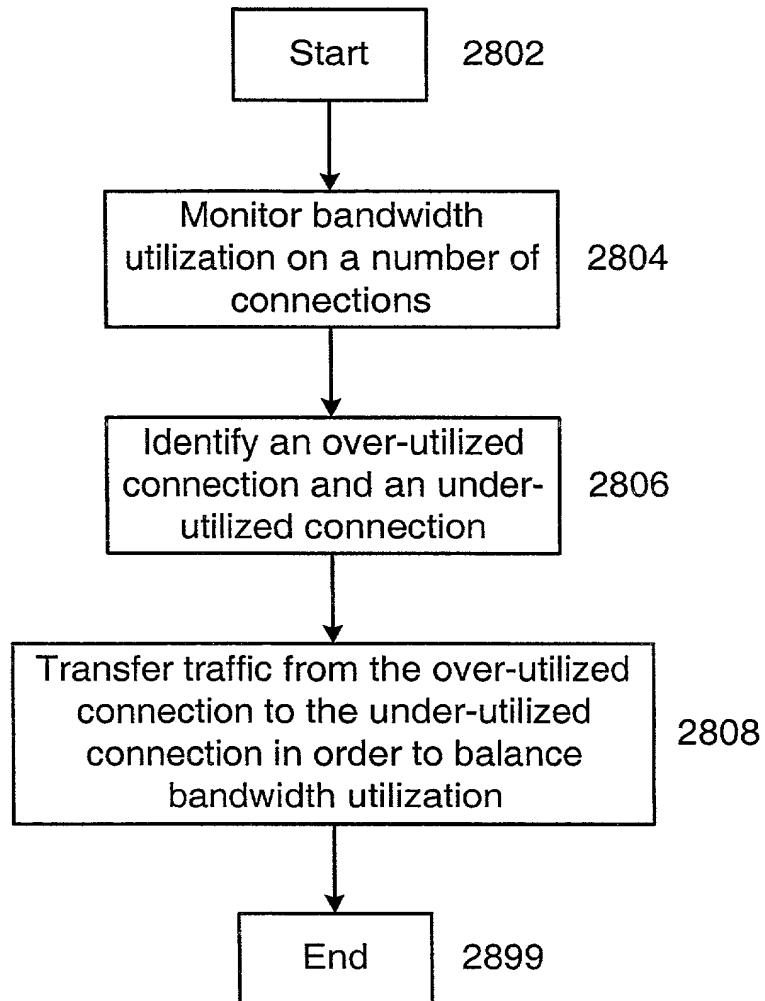 Start
2802
Monitor bandwidth
utilization on a number of
connections
2804
Identify an over-utilized
connection and an under-
utilized connection
2806
Transfer traffic from the over-utilized
connection to the under-utilized
connection in order to balance
bandwidth utilization
2808
End
2899